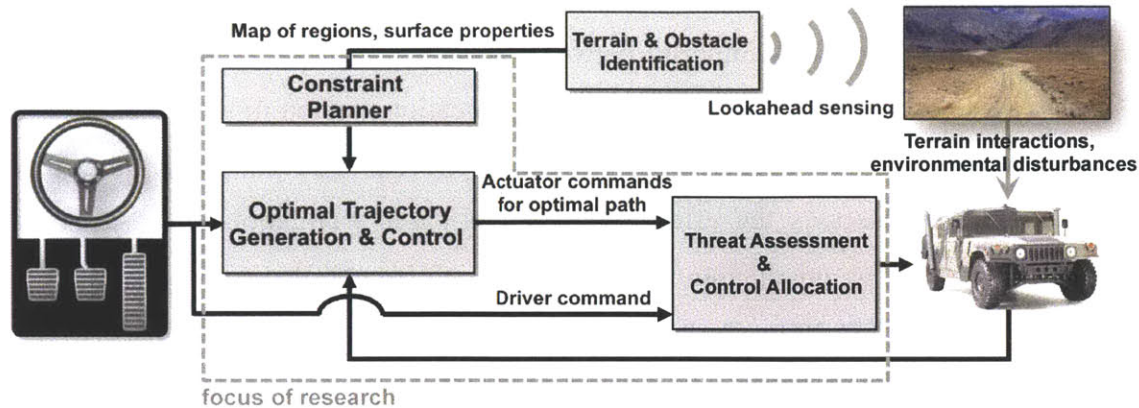 Map of regions, surface properties
Terrain & Obstacle
Identification
Lookahead sensing
Constraint
Planner
Terrain interactions,
environmental disturbances
Optimal Trajectory
Generation & Control
Actuator commands
for optimal path
Threat Assessment
&
Control Allocation
Driver command
focus of research